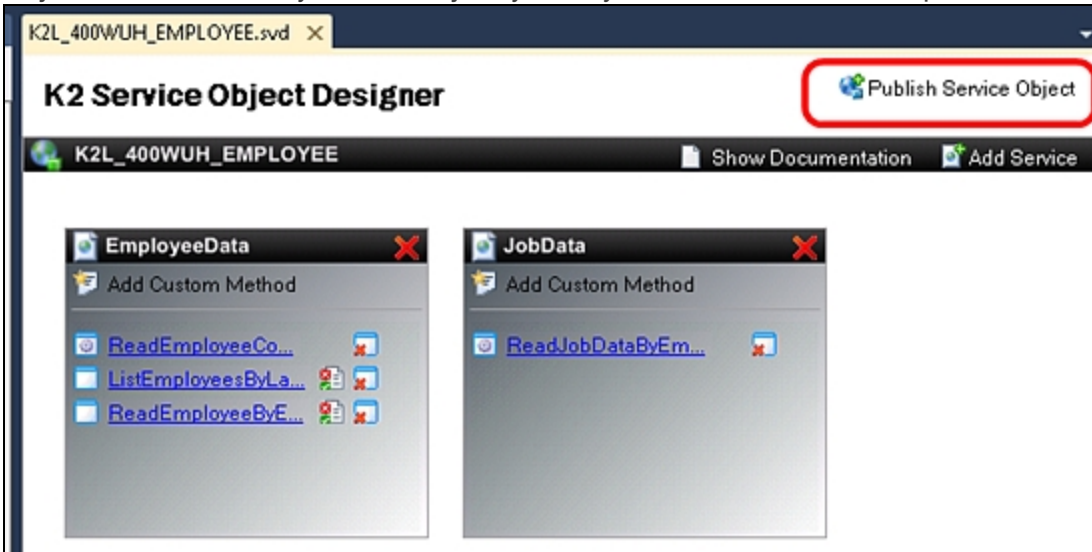 K2L_400WUH_EMPLOYEE.svd
K2 Service Object Designer
Publish Service Object
K2L_400WUH_EMPLOYEE
Show Documentation
Add Service
EmployeeData
Add Custom Method
ReadEmployeeCo...
ListEmployeesByLa...
ReadEmployeeByE...
JobData
Add Custom Method
ReadJobDataByEm...